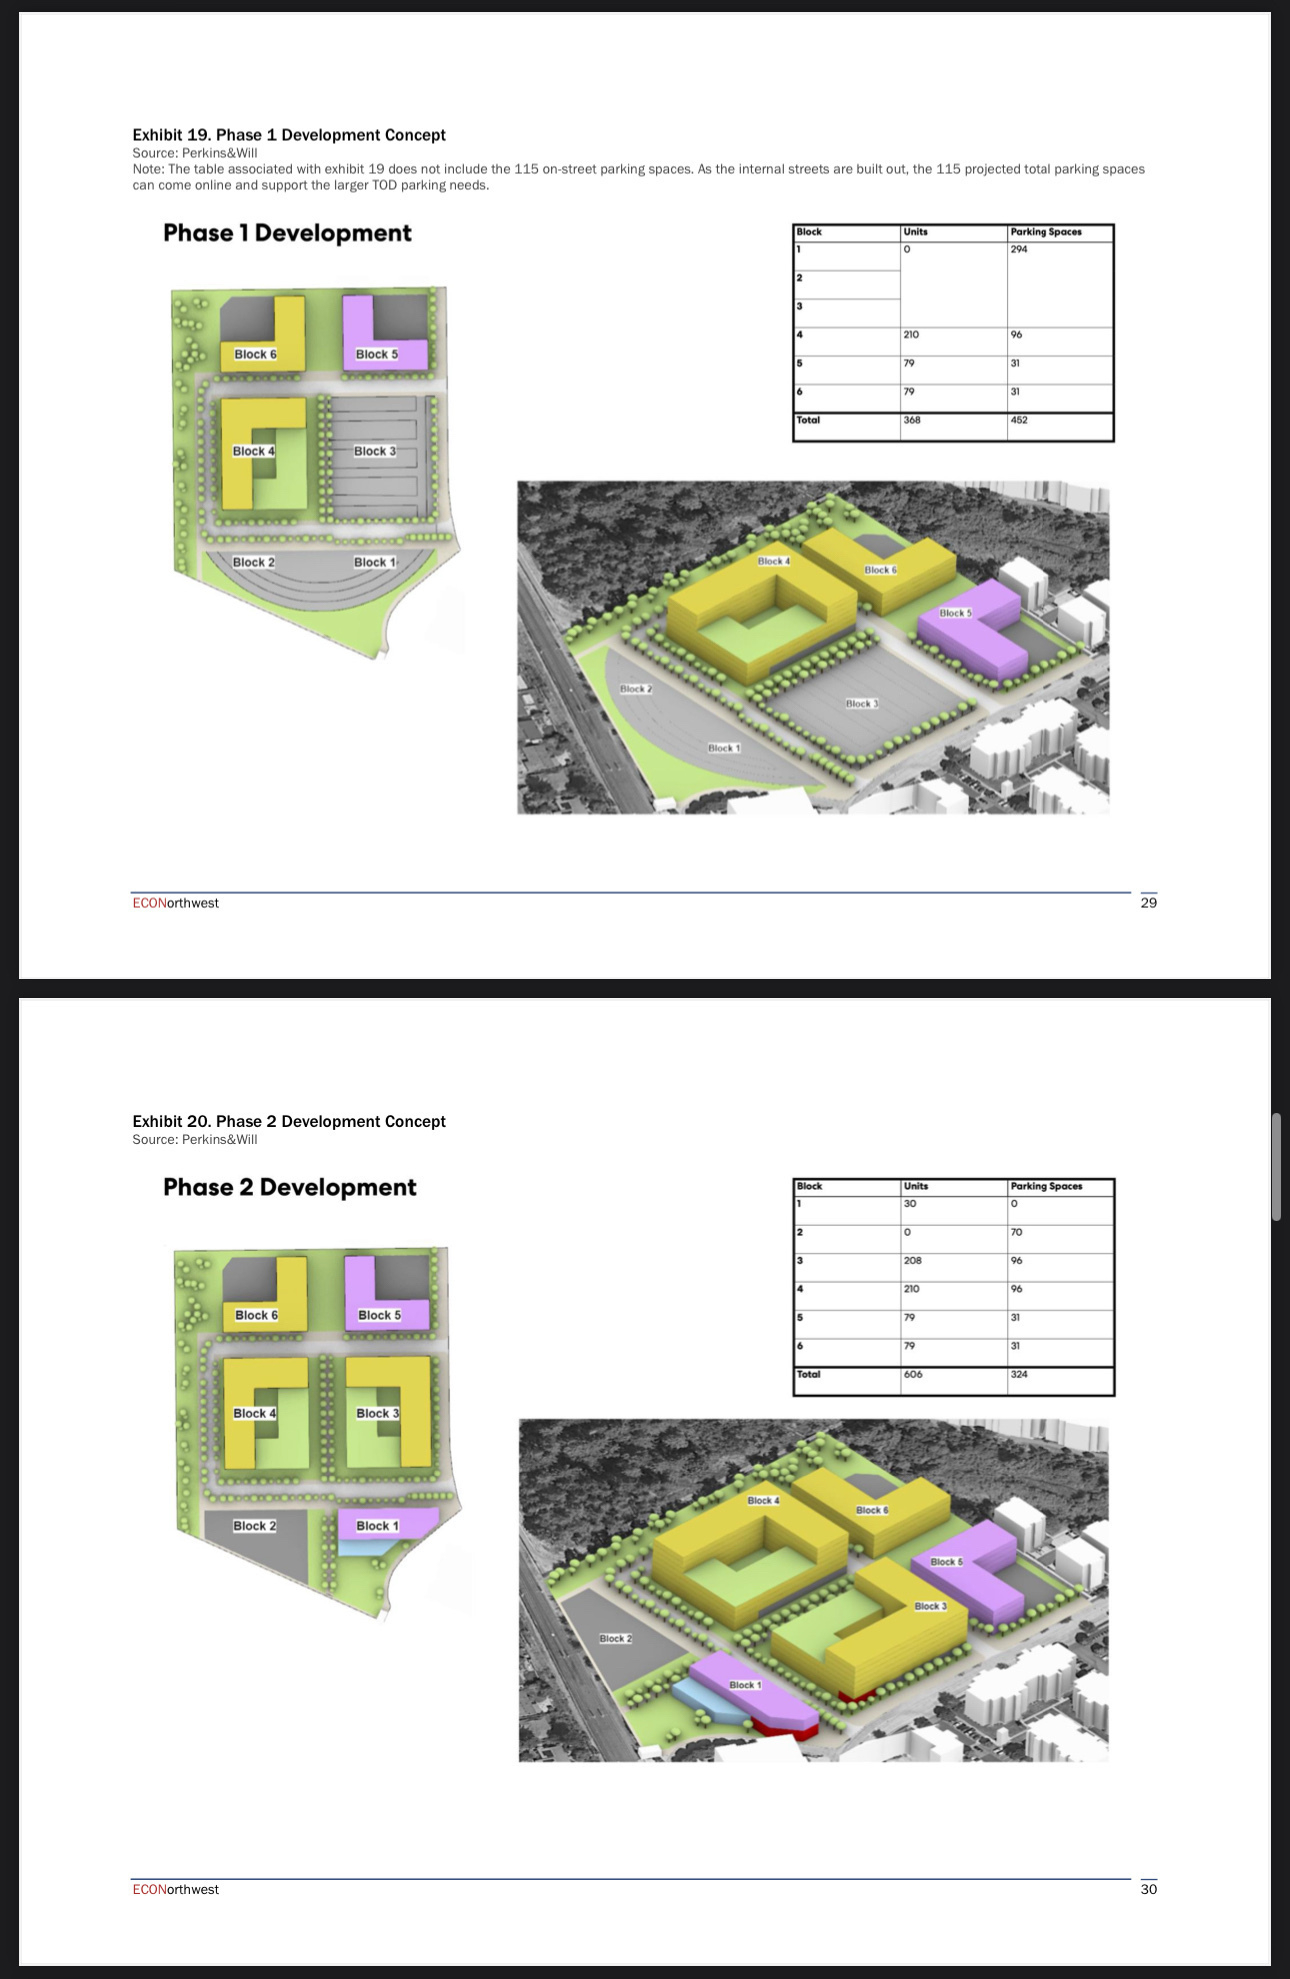 Exhibit 19. Phase 1 Development Concept
Source: Perkins&Will
Note: The table associated with exhibit 19 does not include the 115 on-street parking spaces. As the internal streets are built out, the 115 projected total parking spaces
can come online and support the larger TOD parking needs.
Phase 1 Development
Block Units Parking Spaces
1 0 294
2
3
4 210 96
5 79 31
6 79 31
Total 368 452
Block 6 Block 5
Block 4 Block 3
Block 2 Block 1
Block 4
Block 6
Block 5
Block 2
Block 3
Block 1
ECONorthwest 29
Exhibit 20. Phase 2 Development Concept
Source: Perkins&Will
Phase 2 Development
Block Units Parking Spaces
1 30 0
2 0 70
3 208 96
4 210 96
5 79 31
6 79 31
Total 606 324
Block 6 Block 5
Block 4 Block 3
Block 2 Block 1
Block 4
Block 6
Block 5
Block 3
Block 2
Block 1
ECONorthwest 30